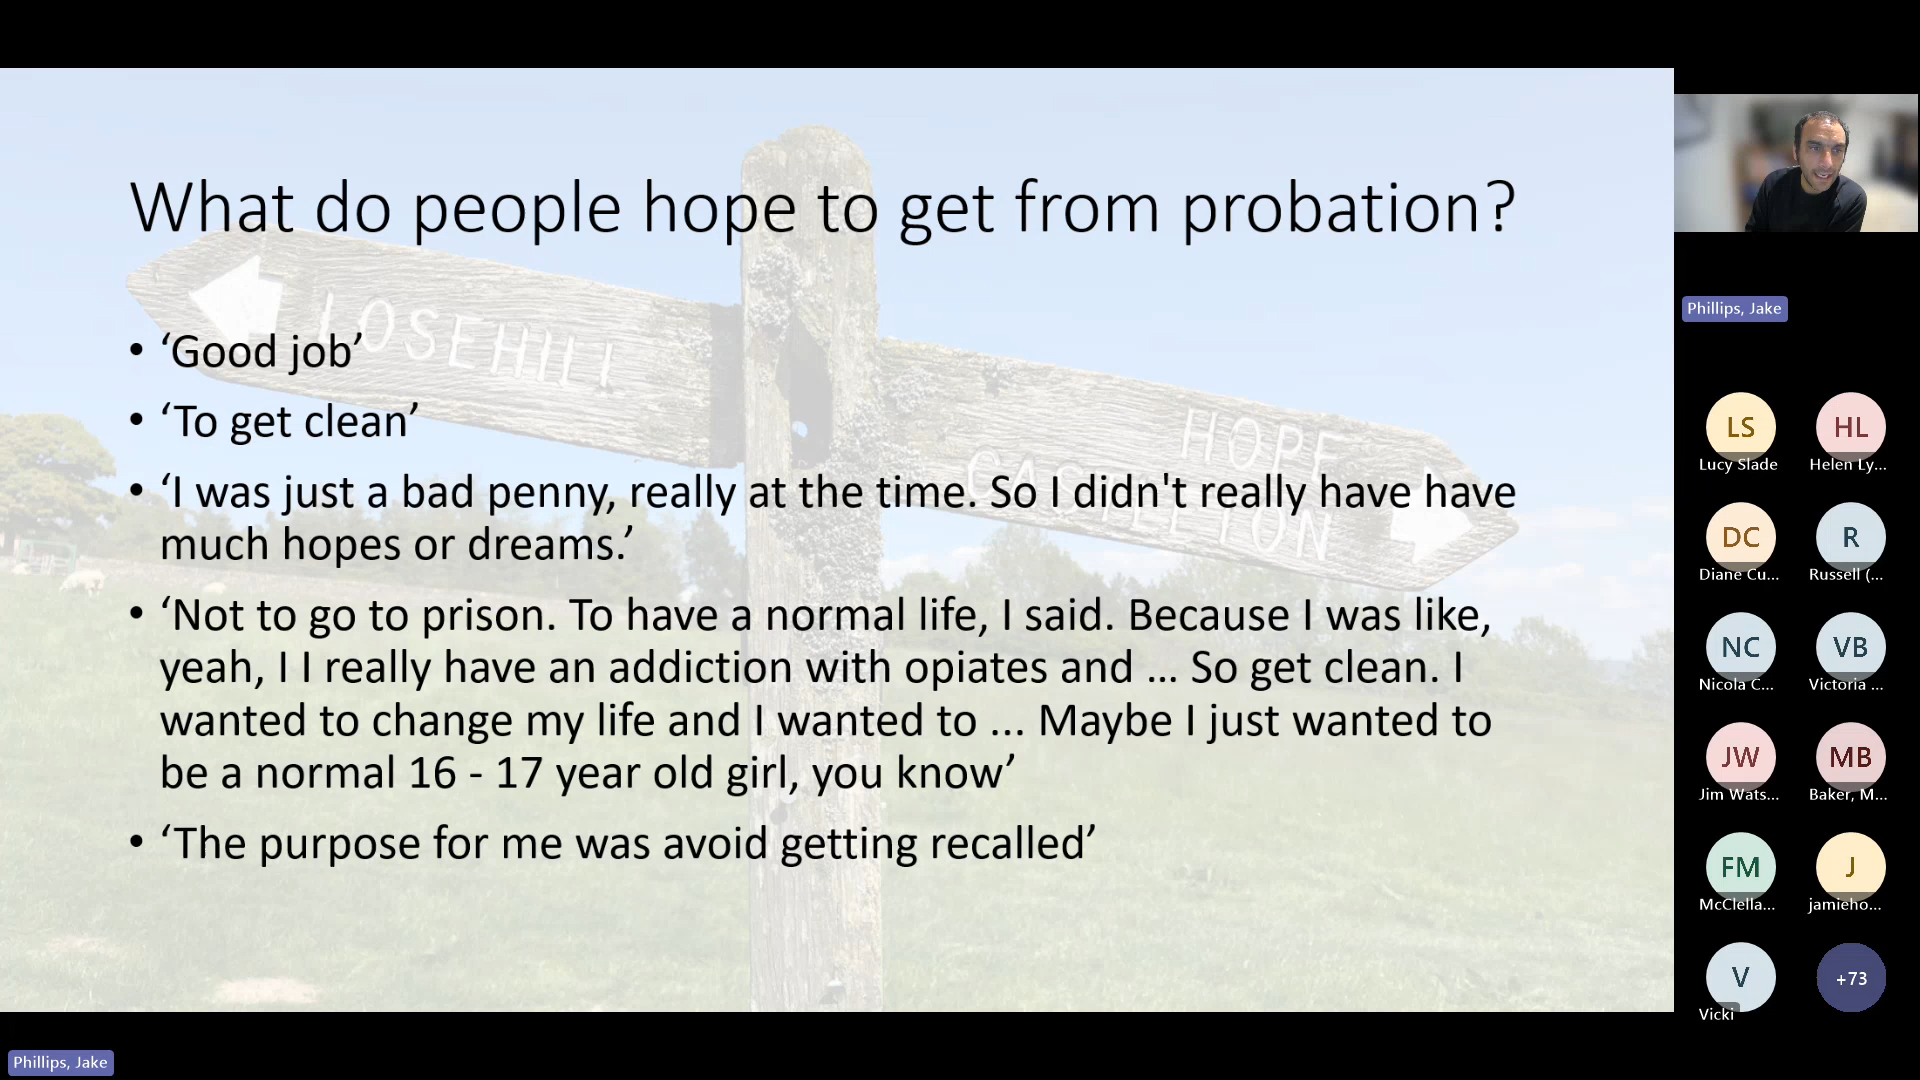 What do people hope to get from probation?
LOSEHILL
HOPE
CASTLETON
• ‘Good job’
• ‘To get clean’
• ‘I was just a bad penny, really at the time. So I didn't really have have
much hopes or dreams.’
• ‘Not to go to prison. To have a normal life, I said. Because I was like,
yeah, I I really have an addiction with opiates and … So get clean. I
wanted to change my life and I wanted to ... Maybe I just wanted to
be a normal 16 - 17 year old girl, you know’
• ‘The purpose for me was avoid getting recalled’
Phillips, Jake
LS
HL
Lucy Slade
Helen Ly...
DC
R
Diane Cu...
Russell (...
NC
VB
Nicola C...
Victoria ...
JW
MB
Jim Wats...
Baker, M...
FM
J
McClella...
jamieho...
V
+73
Vicki
Phillips, Jake